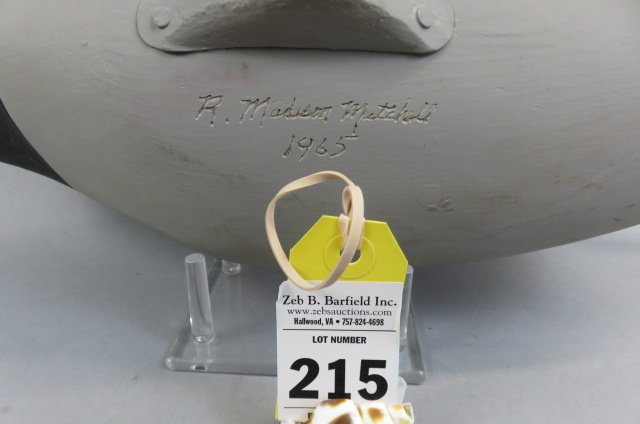 R. Madison Mitchell
1965
Zeb B. Barfield Inc.
www.zebsauctions.com
Hallwood, VA • 757-824-4698
LOT NUMBER
215